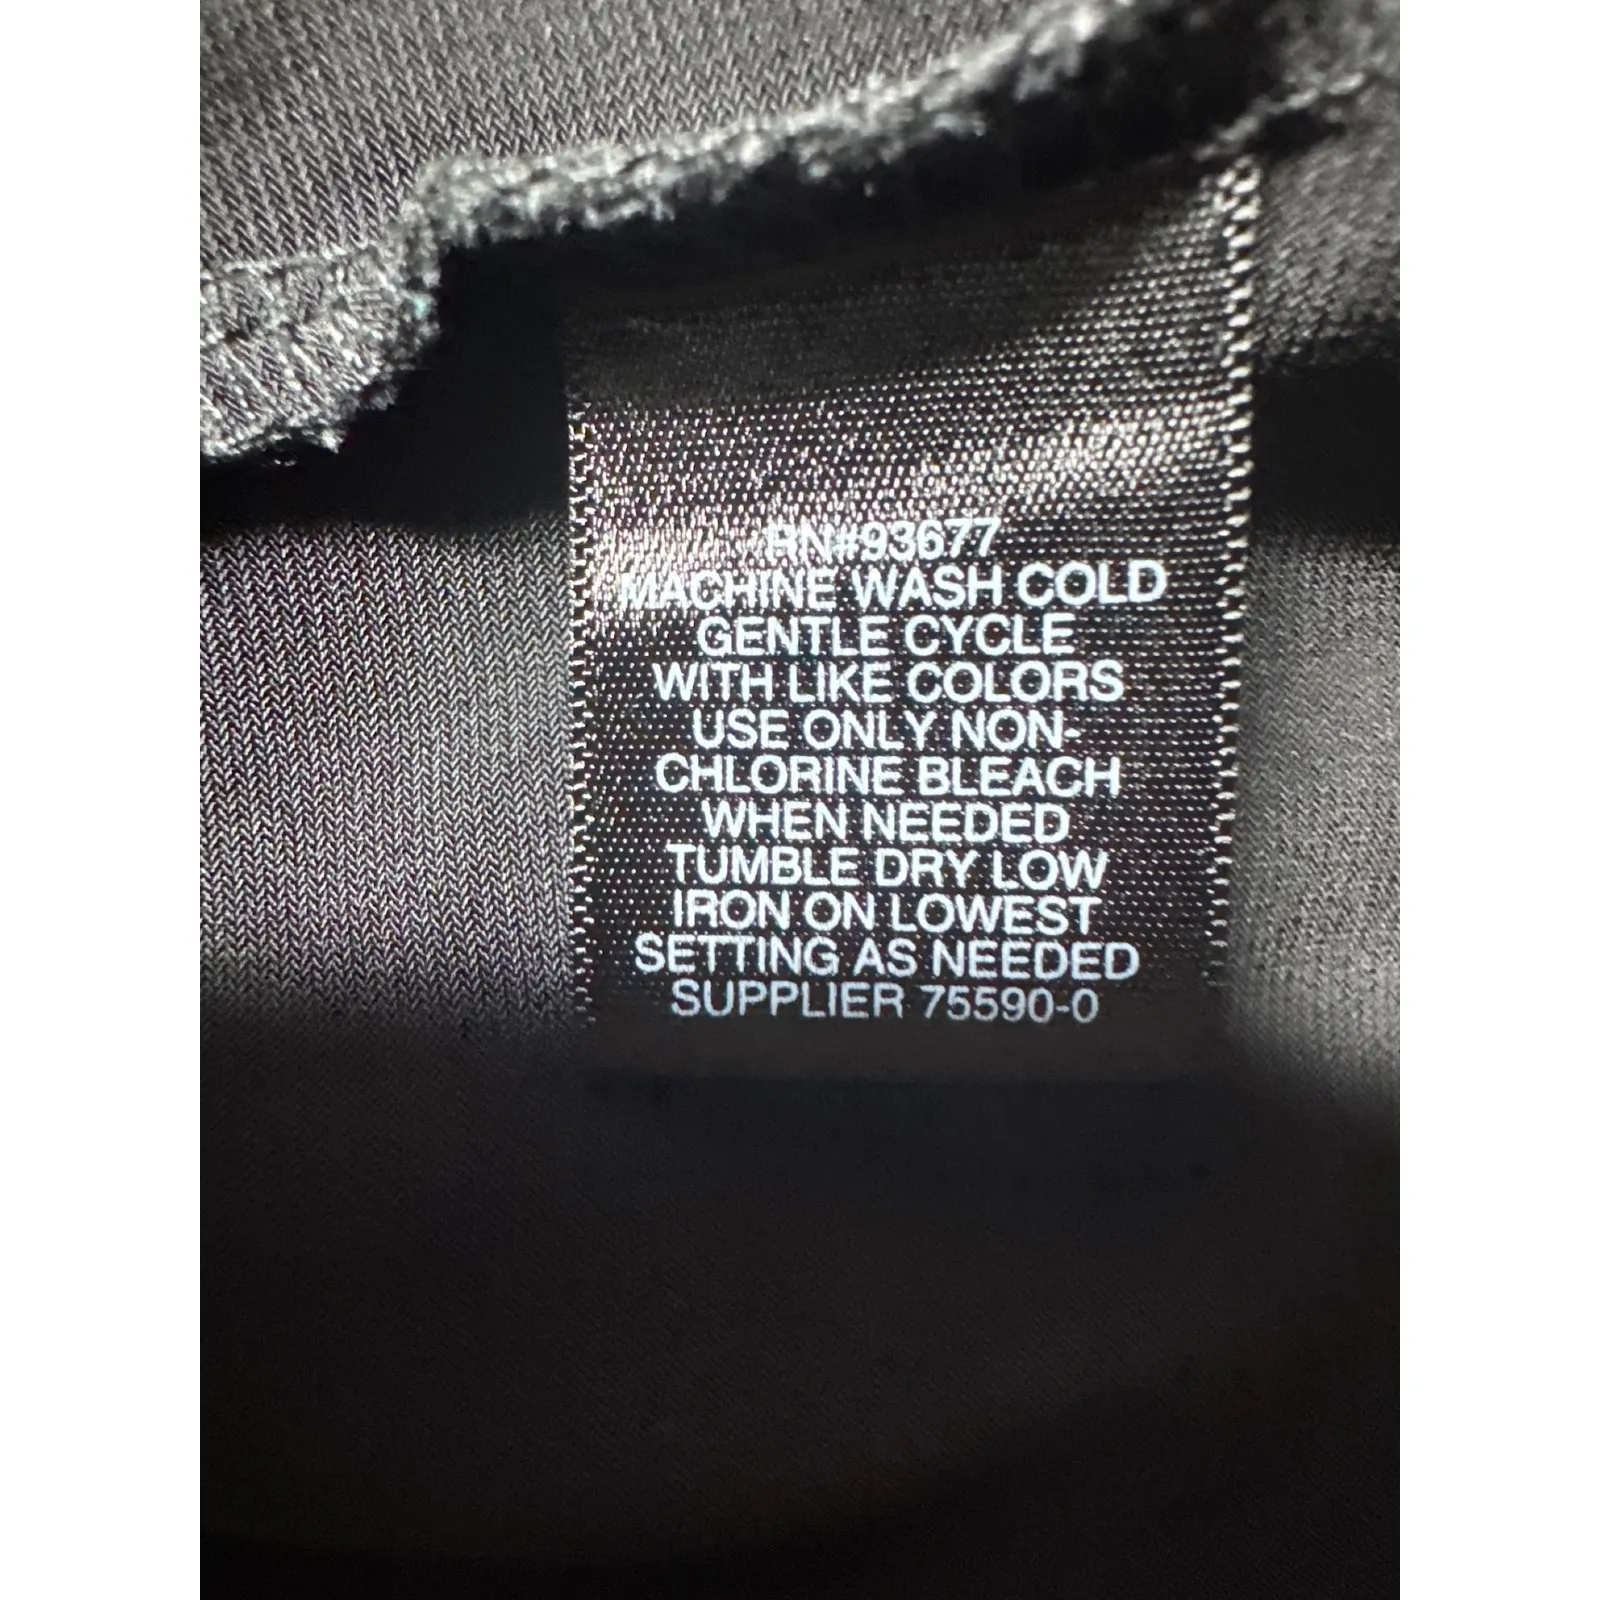 RN#93677
MACHINE WASH COLD
GENTLE CYCLE
WITH LIKE COLORS
USE ONLY NON-
CHLORINE BLEACH
WHEN NEEDED
TUMBLE DRY LOW
IRON ON LOWEST
SETTING AS NEEDED
SUPPLIER 75590-0